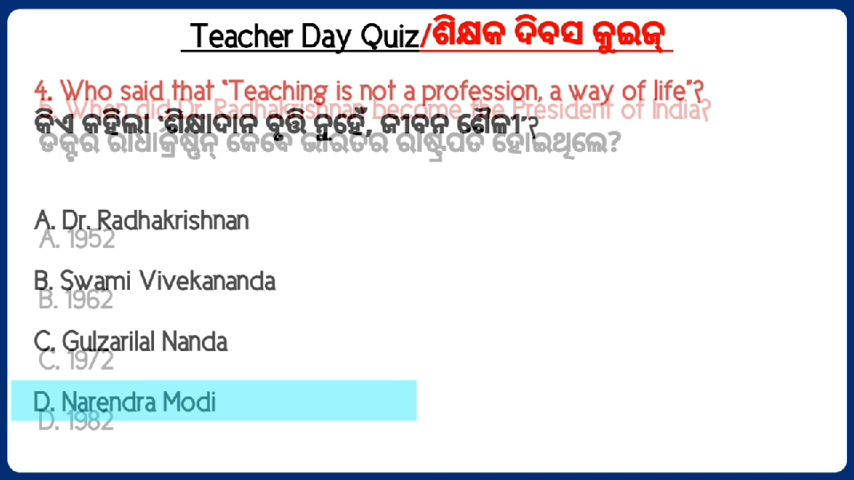 Teacher Day Quiz/ଶିକ୍ଷକ ଦିବସ କୁଇଜ୍
4. Who said that "Teaching is not a profession, a way of life"?
5. When did Dr. Radhakrishnan become the President of India?
କିଏ କହିଲା 'ଶିକ୍ଷାଦାନ ବୃତ୍ତି ନୁହେଁ, ଜୀବନ ଶୈଳୀ'?
ଡକ୍ଟର ରାଧାକ୍ରିଷ୍ଣନ୍ କେବେ ଭାରତର ରାଷ୍ଟ୍ରପତି ହୋଇଥିଲେ?
A. Dr. Radhakrishnan
A. 1952
B. Swami Vivekananda
B. 1962
C. Gulzarilal Nanda
C. 1972
D. Narendra Modi
D. 1982